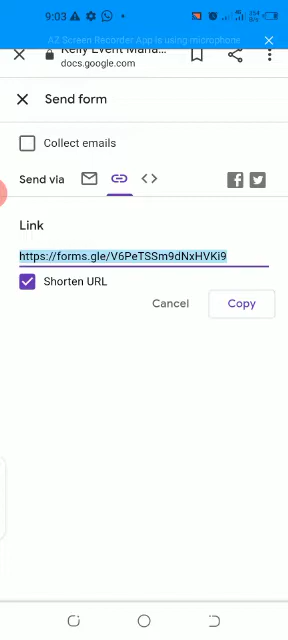 9:03
AZ Screen Recorder App is using microphone
Kelly Event Mana...
docs.google.com
Send form
Collect emails
Send via
Link
https://forms.gle/V6PeTSSm9dNxHVKi9
Shorten URL
Cancel
Copy